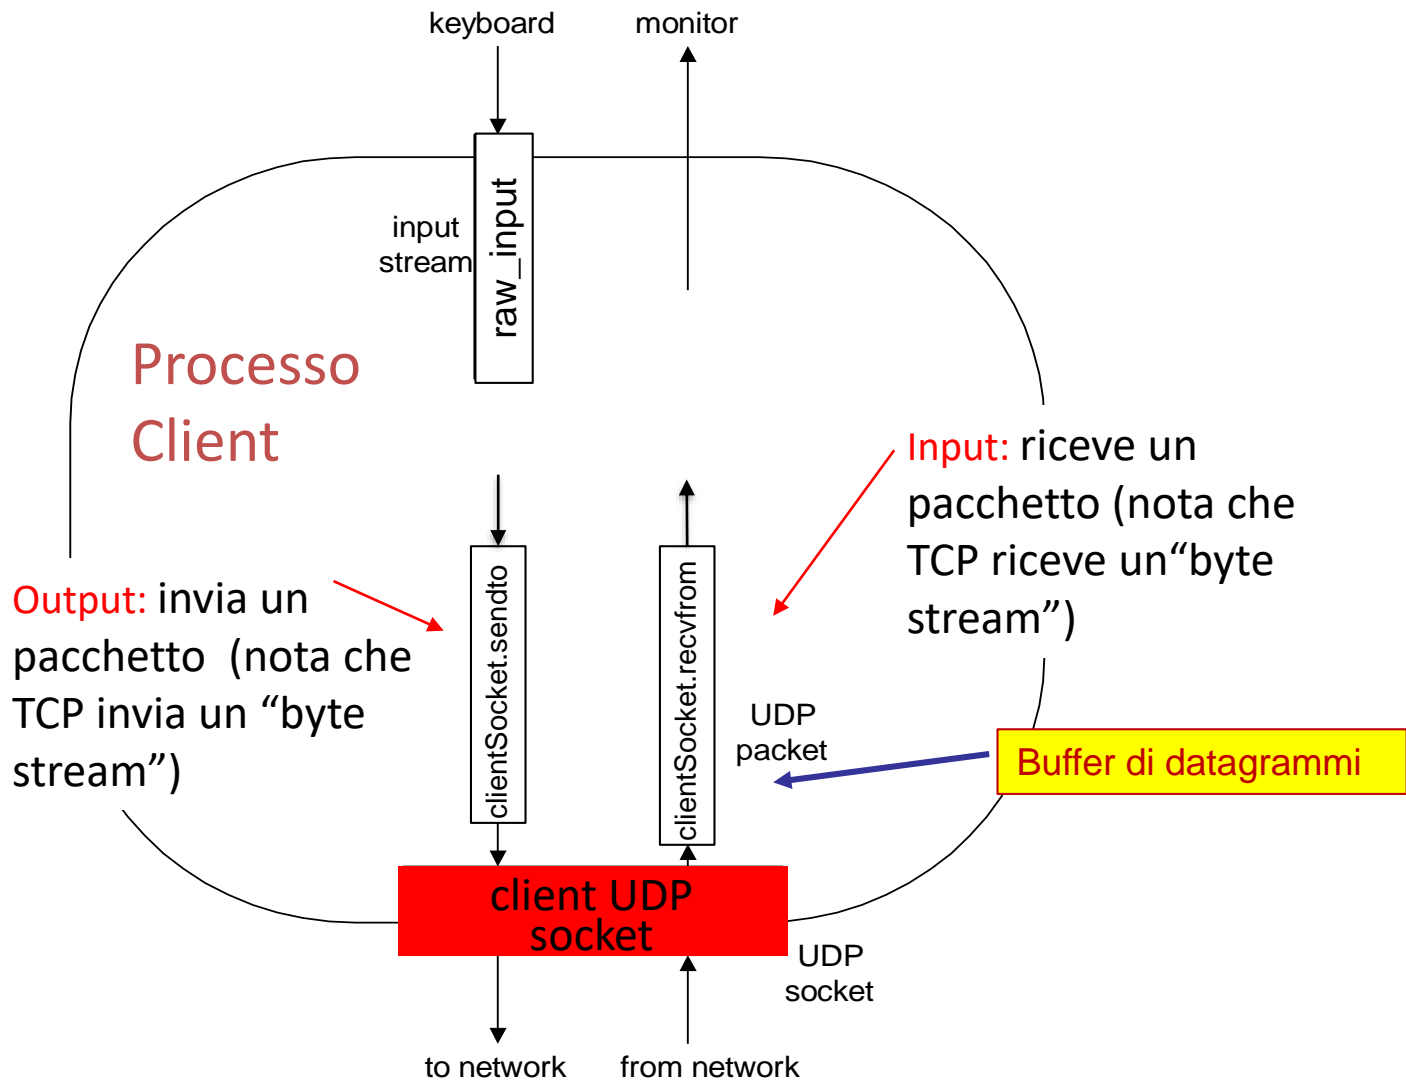 keyboard
monitor
input
stream
raw_input
Processo
Client
Input: riceve un
pacchetto (nota che
TCP riceve un“byte
stream”)
Output: invia un
pacchetto  (nota che
TCP invia un “byte
stream”)
clientSocket.sendto
clientSocket.recvfrom
UDP
packet
Buffer di datagrammi
client UDP
socket
UDP
socket
to network
from network